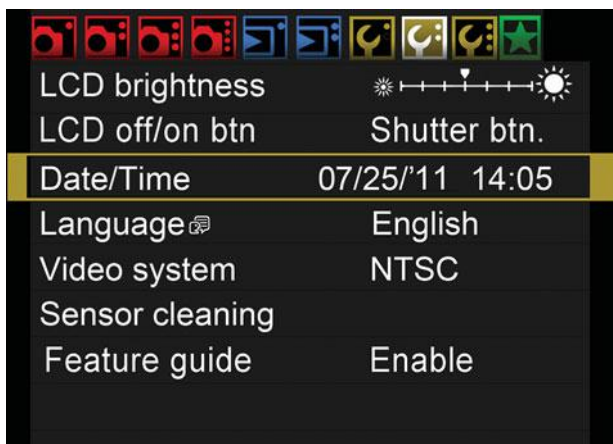 LCD brightness
LCD off/on btn Shutter btn.
Date/Time 07/25/'11 14:05
Language English
Video system NTSC
Sensor cleaning
Feature guide Enable